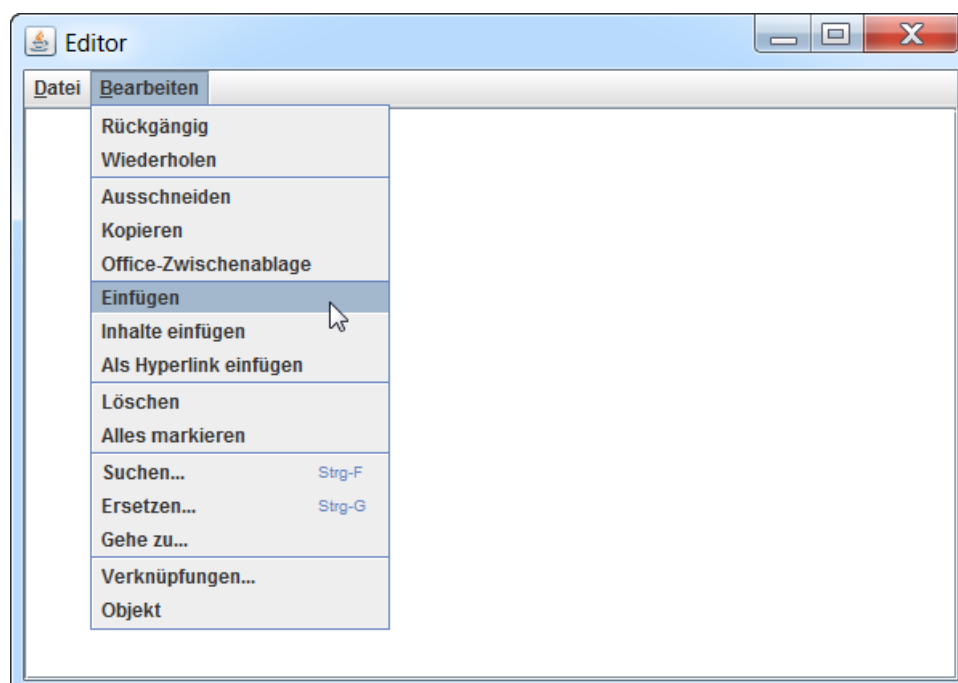 Editor
Datei Bearbeiten
Rückgängig
Wiederholen
Ausschneiden
Kopieren
Office-Zwischenablage
Einfügen
Inhalte einfügen
Als Hyperlink einfügen
Löschen
Alles markieren
Suchen... Strg-F
Ersetzen... Strg-G
Gehe zu...
Verknüpfungen...
Objekt